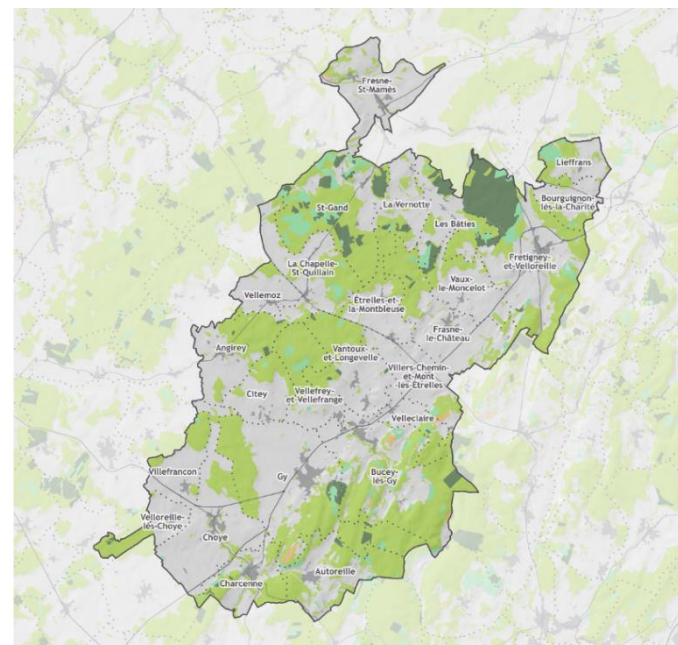 Fresne-
St-Mamès
Lieffrans
Bourguignon-
lès-la-Charité
St-Gand
La Vernotte
Les Bâties
Fretigney-
et-Velloreille
La Chapelle-
St-Quillain
Vaux-
le-Moncelot
Vellemoz
Étrelles-et-
la-Montbleuse
Frasne-
le-Château
Angirey
Vantoux-
et-Longevelle
Villers-Chemin-
et-Mont
lès-Étrelles
Citey
Vellefrey-
et-Vellefrange
Velleclaire
Villefrancon
Gy
Bucey-
lès-Gy
Velloreille-
lès-Choye
Choye
Autoreille
Charcenne